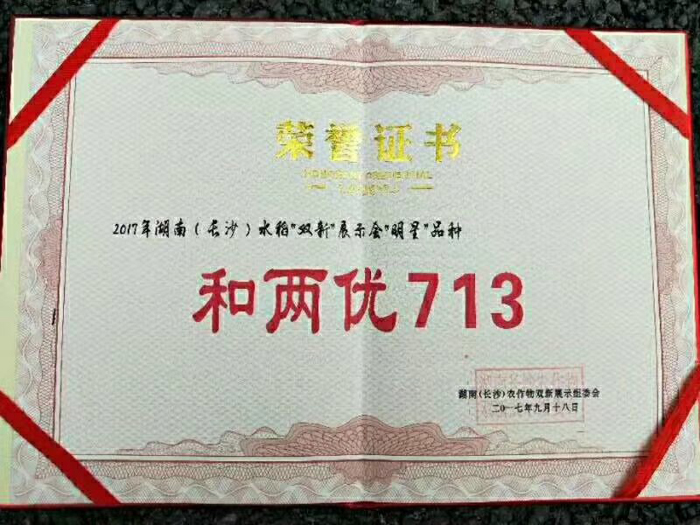 荣誉证书
2017年湖南(长沙)水稻"双新"展示会"明星"品种
和两优713
湖南(长沙)农作物双新展示组委会
二〇一七年九月十八日